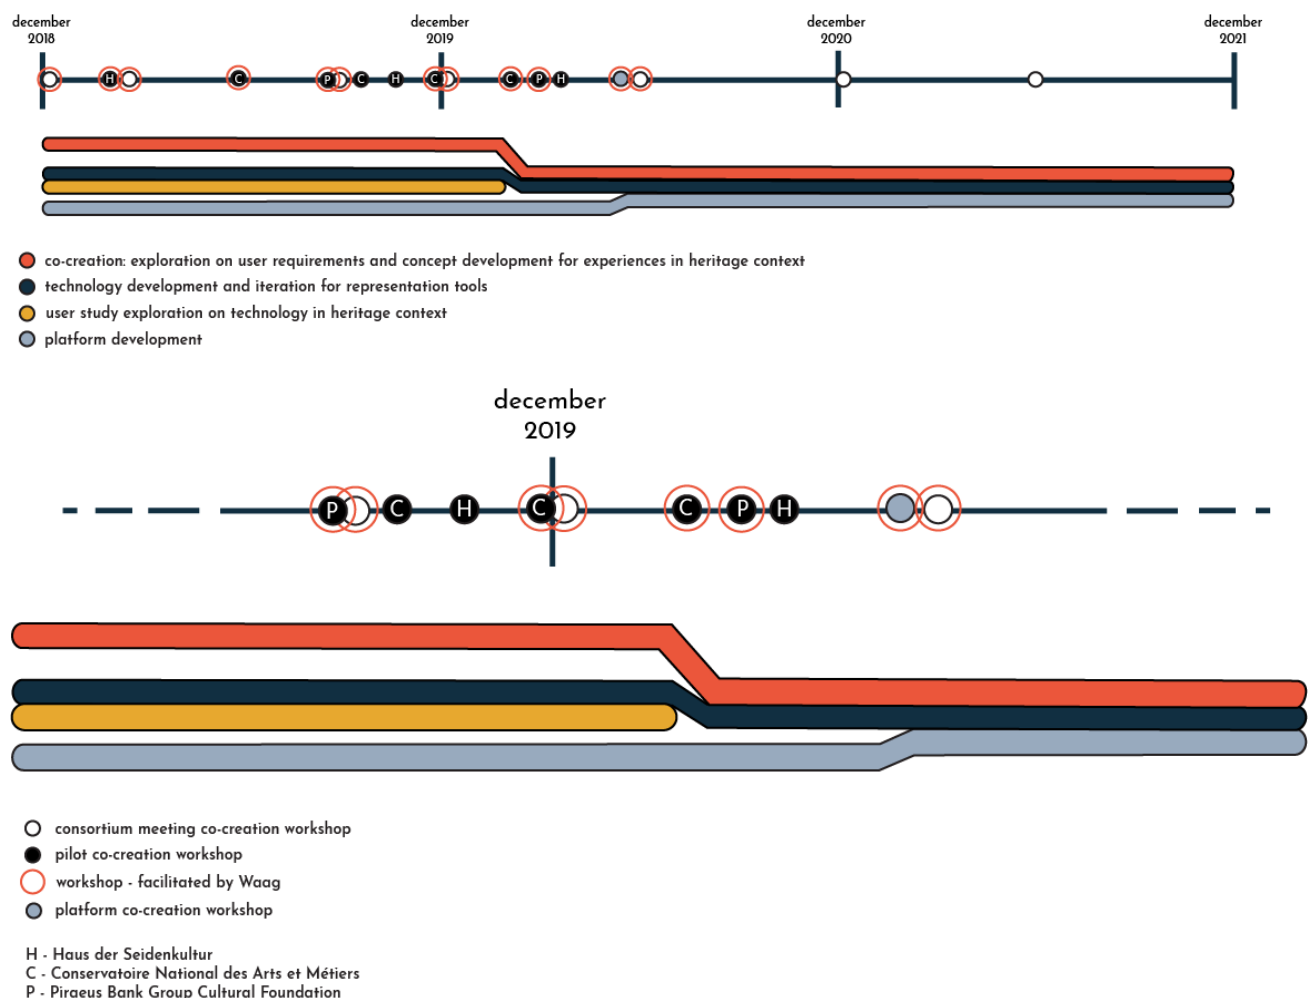 december
2018
december
2019
december
2020
december
2021
H
C
P
C
H
C
C
P
H
co-creation: exploration on user requirements and concept development for experiences in heritage context
technology development and iteration for representation tools
user study exploration on technology in heritage context
platform development
december
2019
P
C
H
C
C
P
H
consortium meeting co-creation workshop
pilot co-creation workshop
workshop - facilitated by Waag
platform co-creation workshop
H - Haus der Seidenkultur
C - Conservatoire National des Arts et Métiers
P - Piraeus Bank Group Cultural Foundation